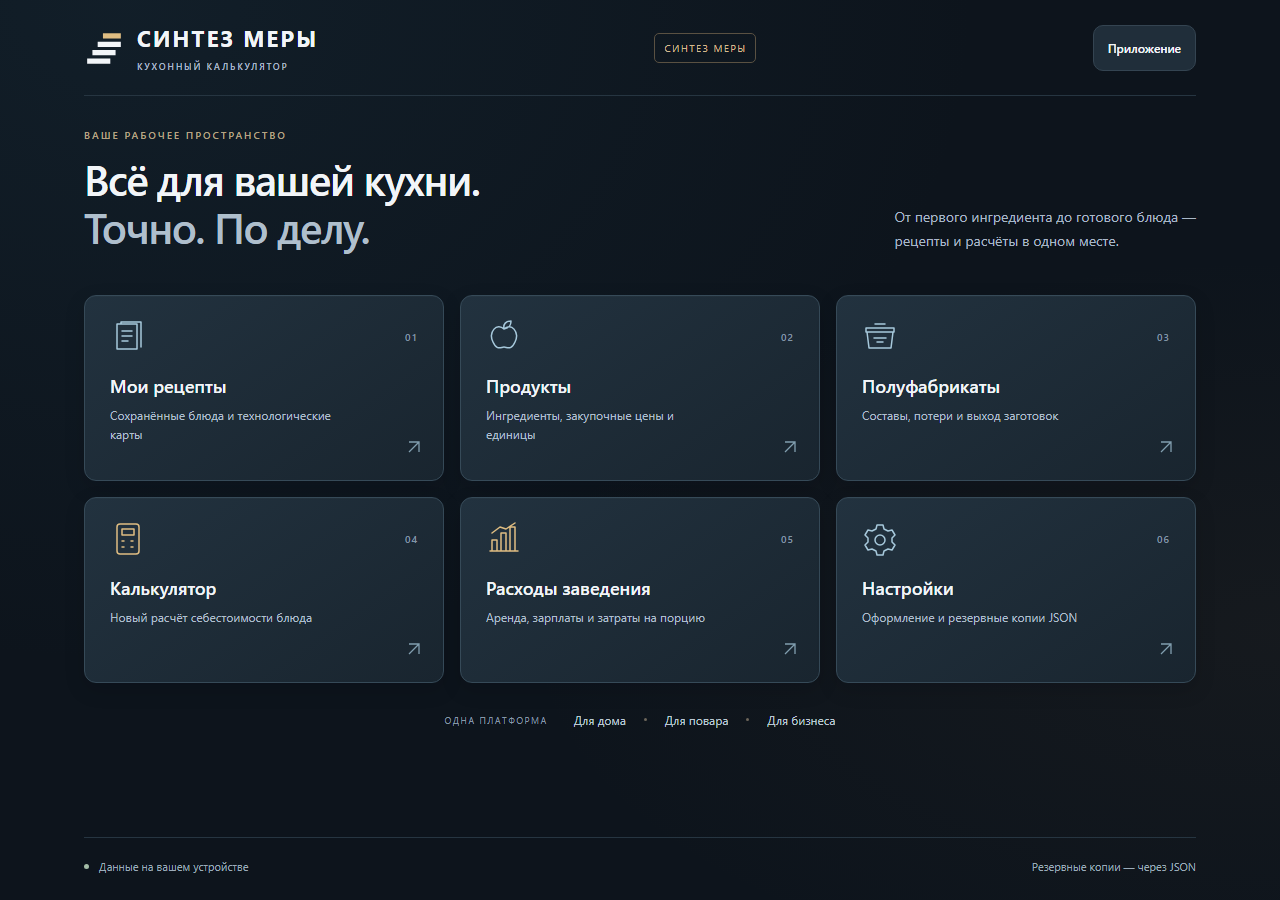 СИНТЕЗ МЕРЫ
КУХОННЫЙ КАЛЬКУЛЯТОР
СИНТЕЗ МЕРЫ
Приложение
ВАШЕ РАБОЧЕЕ ПРОСТРАНСТВО
Всё для вашей кухни.
Точно. По делу.
От первого ингредиента до готового блюда —
рецепты и расчёты в одном месте.
01
Мои рецепты
Сохранённые блюда и технологические
карты
02
Продукты
Ингредиенты, закупочные цены и
единицы
03
Полуфабрикаты
Составы, потери и выход заготовок
04
Калькулятор
Новый расчёт себестоимости блюда
05
Расходы заведения
Аренда, зарплаты и затраты на порцию
06
Настройки
Оформление и резервные копии JSON
ОДНА ПЛАТФОРМА Для дома • Для повара • Для бизнеса
Данные на вашем устройстве
Резервные копии — через JSON